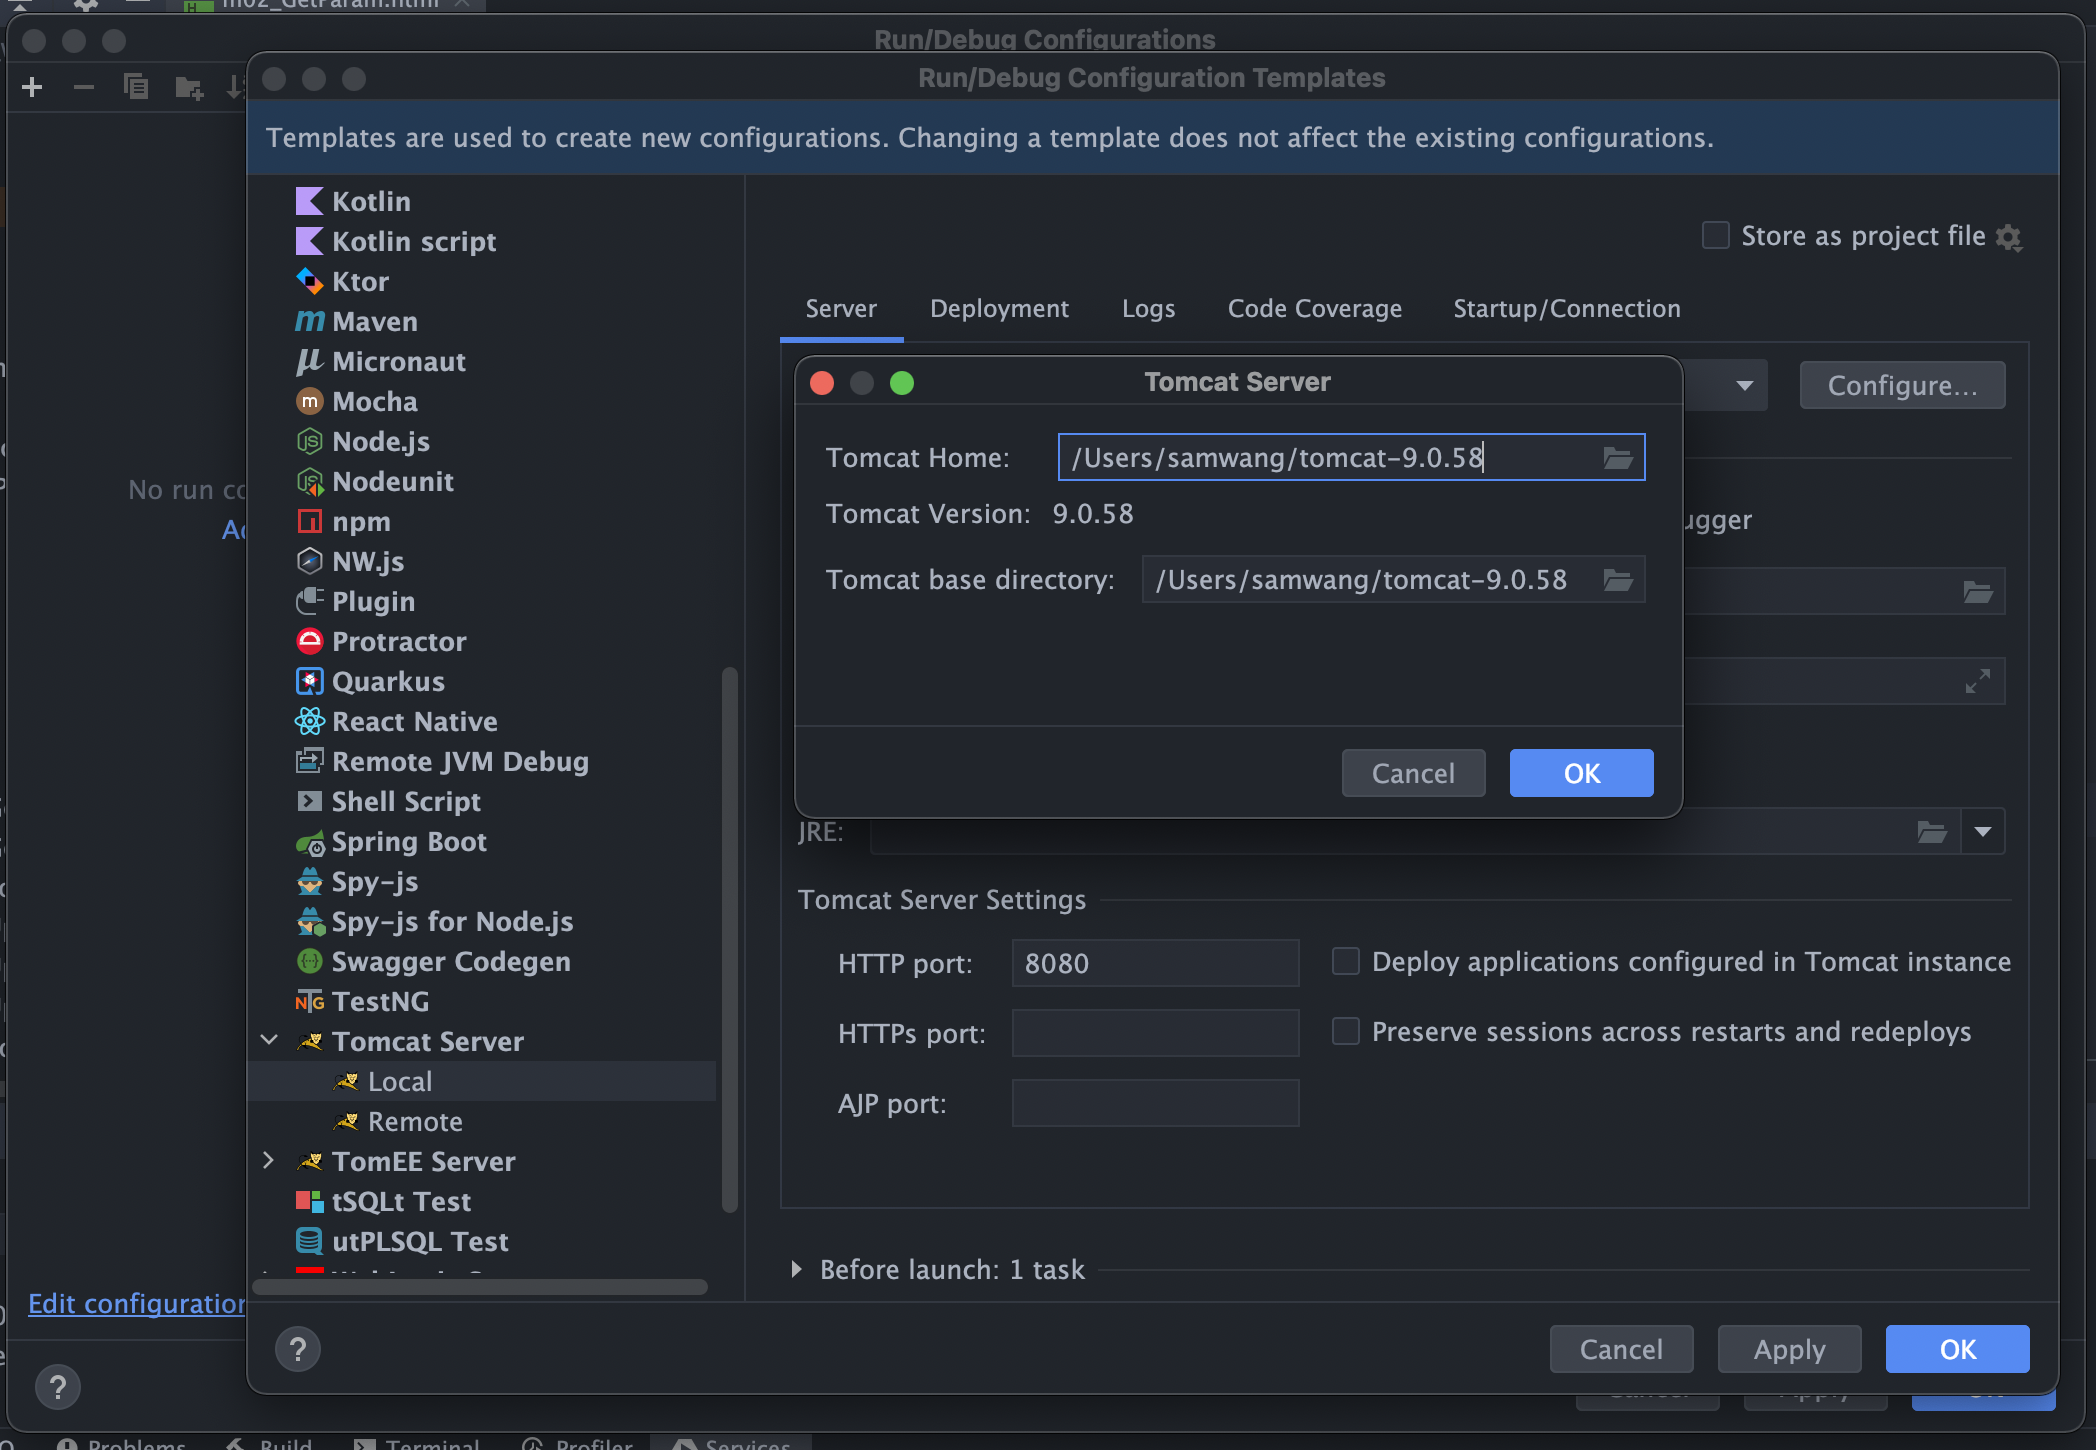 Run/Debug Configurations
Run/Debug Configuration Templates
Templates are used to create new configurations. Changing a template does not affect the existing configurations.
Kotlin
Kotlin script
Ktor
Maven
Micronaut
Mocha
Node.js
Nodeunit
npm
NW.js
Plugin
Protractor
Quarkus
React Native
Remote JVM Debug
Shell Script
Spring Boot
Spy-js
Spy-js for Node.js
Swagger Codegen
TestNG
Tomcat Server
Local
Remote
TomEE Server
tSQLt Test
utPLSQL Test
No run co
Edit configuration
Store as project file
Server Deployment Logs Code Coverage Startup/Connection
Configure...
Tomcat Server
Tomcat Home: /Users/samwang/tomcat-9.0.58
Tomcat Version: 9.0.58
Tomcat base directory: /Users/samwang/tomcat-9.0.58
Cancel OK
ugger
JRE:
Tomcat Server Settings
HTTP port: 8080 Deploy applications configured in Tomcat instance
HTTPs port: Preserve sessions across restarts and redeploys
AJP port:
Before launch: 1 task
? Cancel Apply OK
?
Problems Build Terminal Profiler Services